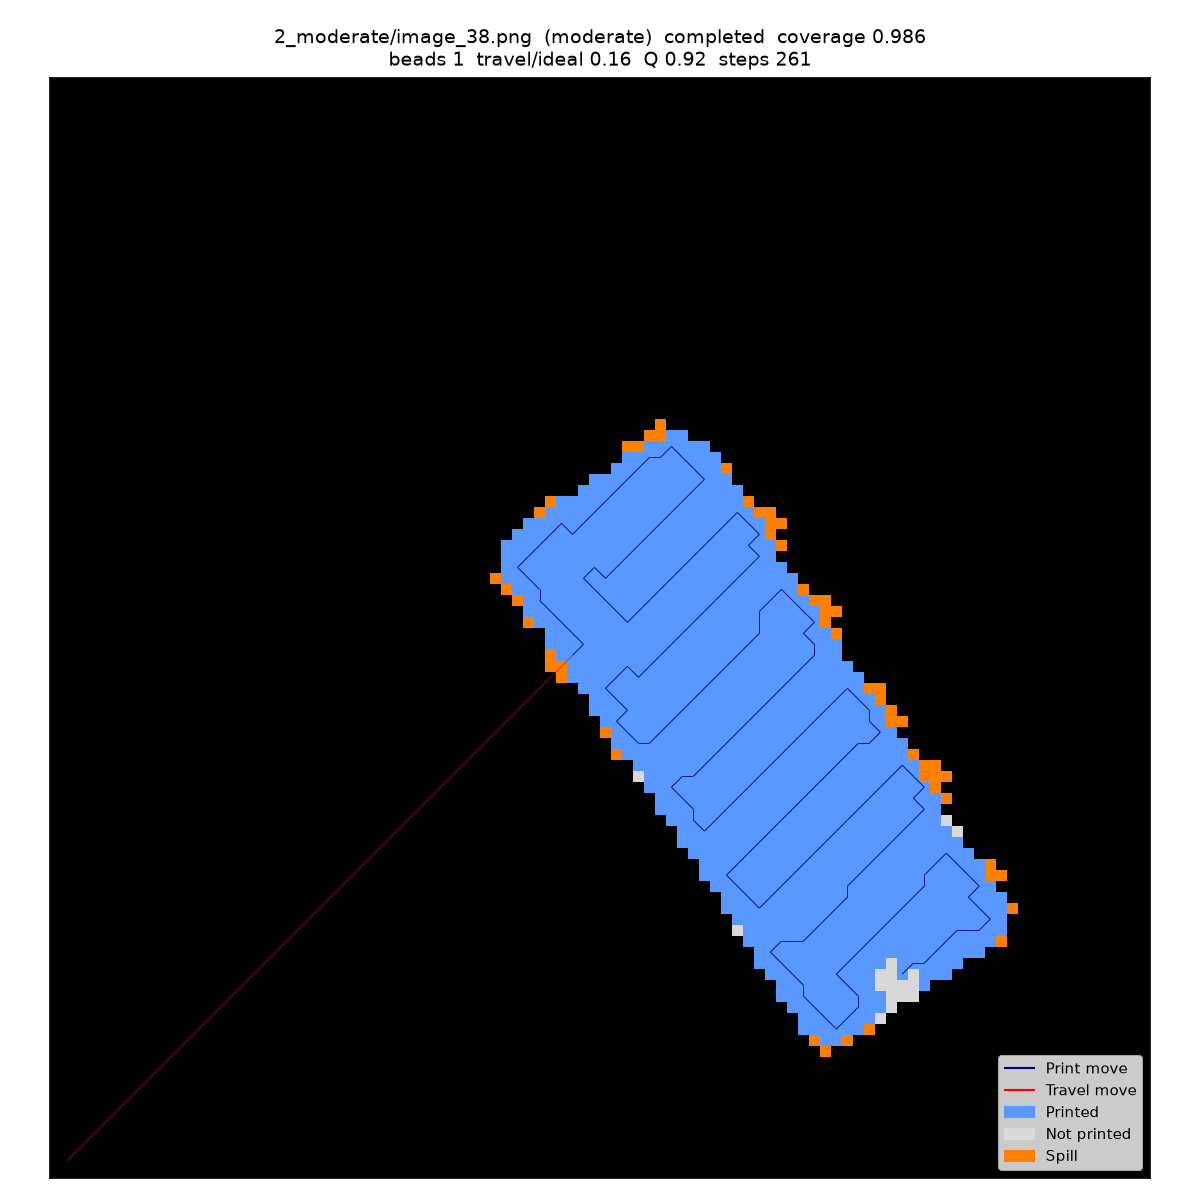 2_moderate/image_38.png  (moderate)  completed  coverage 0.986
beads 1  travel/ideal 0.16  Q 0.92  steps 261
Print move
Travel move
Printed
Not printed
Spill